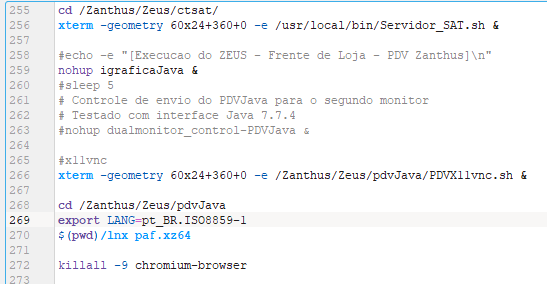 255 cd /Zanthus/Zeus/ctsat/
256 xterm -geometry 60x24+360+0 -e /usr/local/bin/Servidor_SAT.sh &
257
258 #echo -e "[Execucao do ZEUS - Frente de Loja - PDV Zanthus]\n"
259 nohup igraficaJava &
260 #sleep 5
261 # Controle de envio do PDVJava para o segundo monitor
262 # Testado com interface Java 7.7.4
263 #nohup dualmonitor_control-PDVJava &
264
265 #x11vnc
266 xterm -geometry 60x24+360+0 -e /Zanthus/Zeus/pdvJava/PDVX11vnc.sh &
267
268 cd /Zanthus/Zeus/pdvJava
269 export LANG=pt_BR.ISO8859-1
270 $(pwd)/lnx_paf.xz64
271
272 killall -9 chromium-browser
273